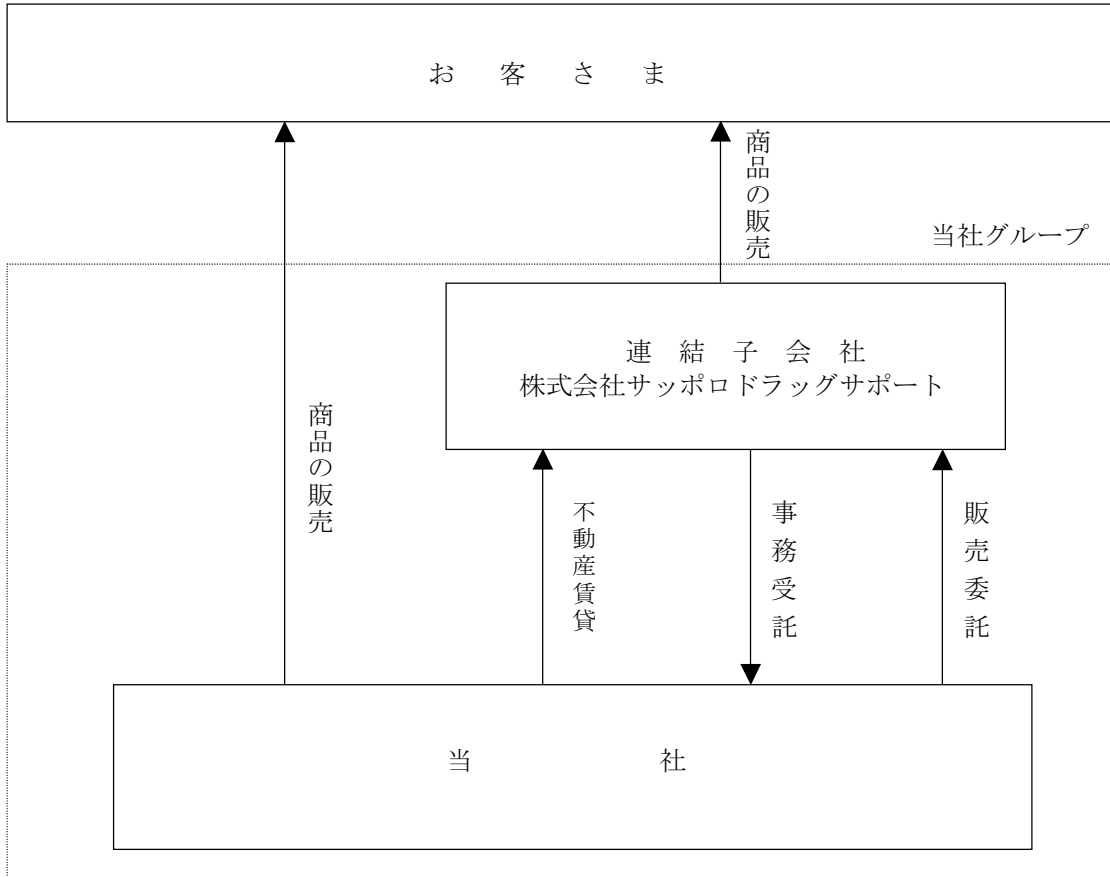 お客さま
商品の販売
当社グループ
連結子会社
株式会社サッポロドラッグサポート
商品の販売
不動産賃貸
事務受託
販売委託
当社